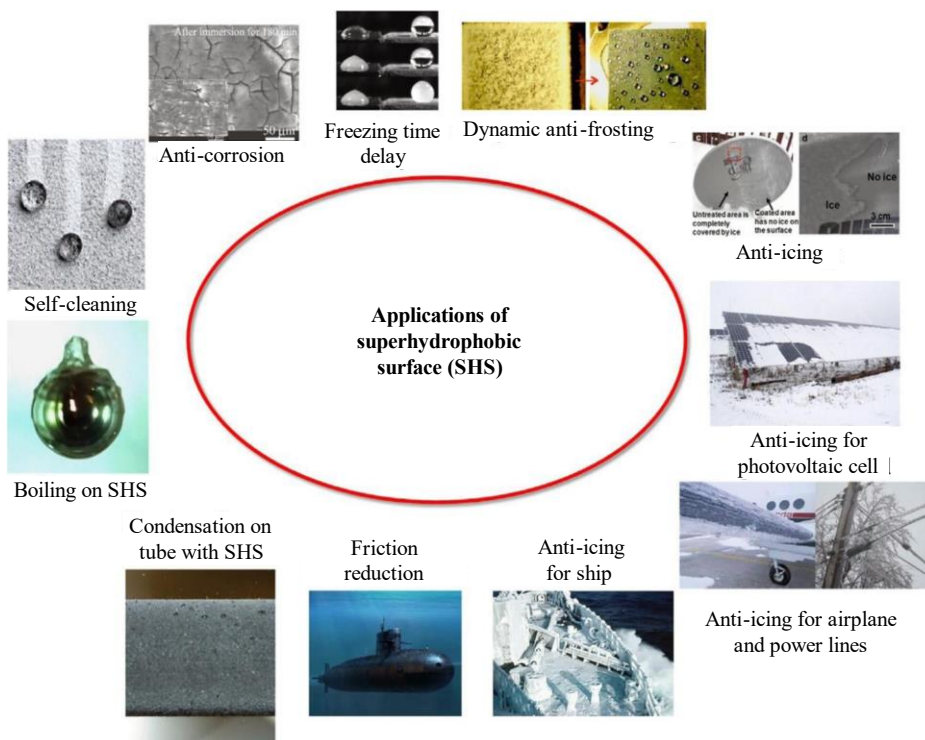 After immersion for 180 min
50 μm
Anti-corrosion
Freezing time
delay
Dynamic anti-frosting
c
d
Untreated area is
completely
covered by ice
Coated area
has no ice on
the surface
No ice
Ice
3 cm
Anti-icing
Self-cleaning
Applications of
superhydrophobic
surface (SHS)
Anti-icing for
photovoltaic cell
Boiling on SHS
Condensation on
tube with SHS
Friction
reduction
Anti-icing
for ship
Anti-icing for airplane
and power lines